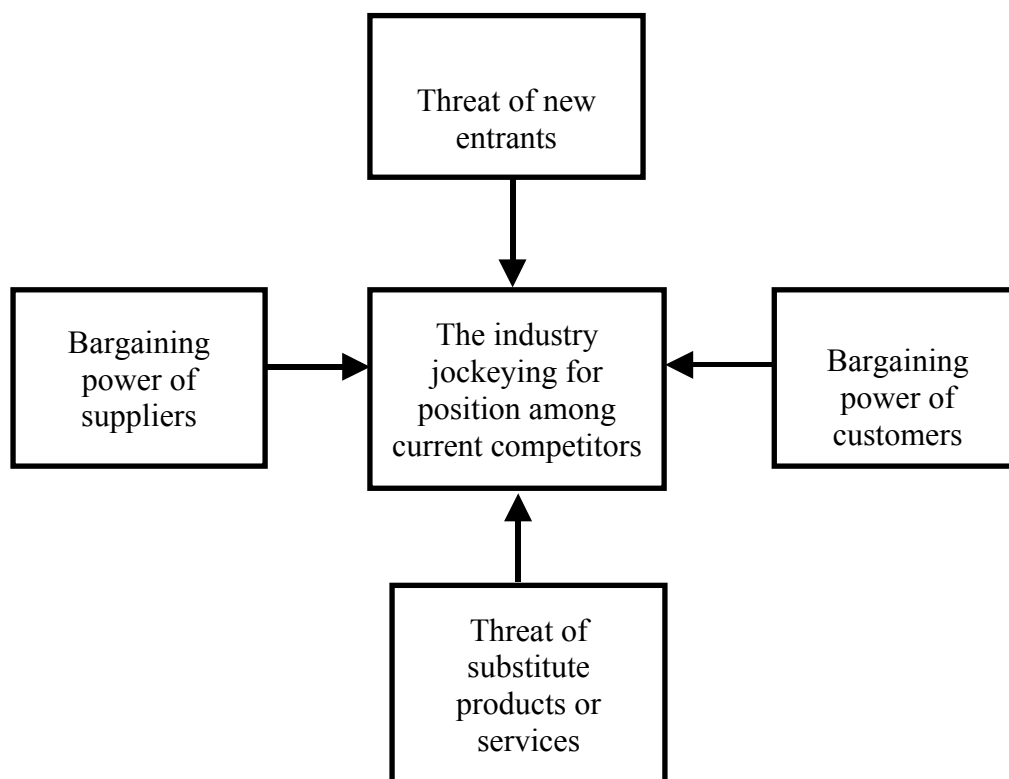 Threat of new
entrants
Bargaining
power of
suppliers
The industry
jockeying for
position among
current competitors
Bargaining
power of
customers
Threat of
substitute
products or
services